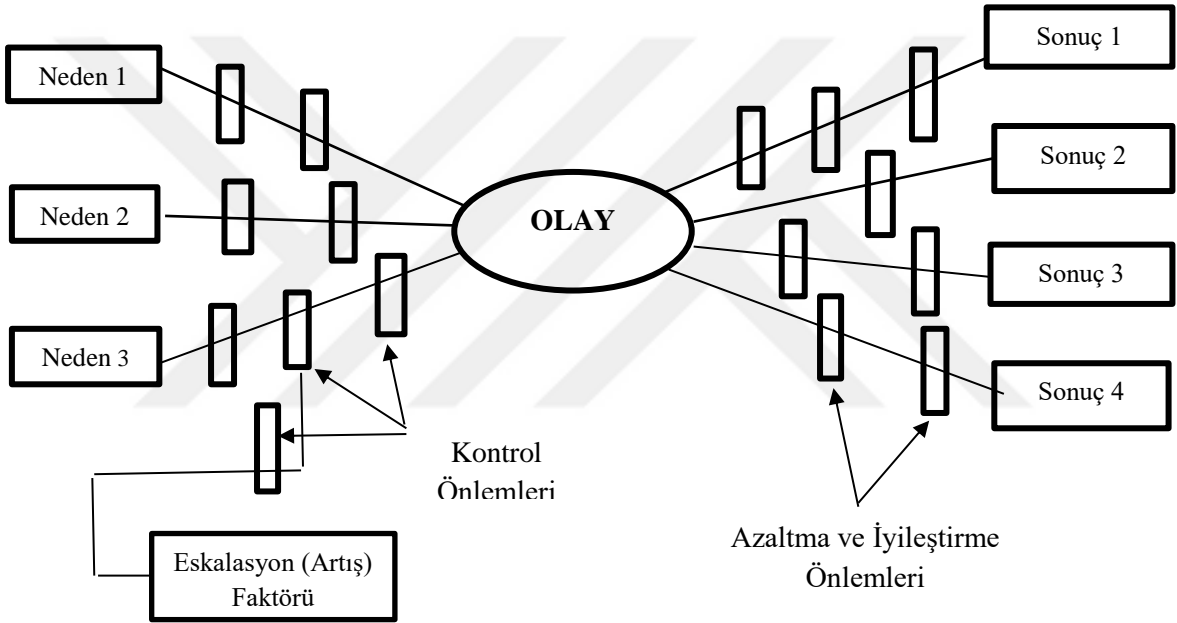 Neden 1
Neden 2
Neden 3
OLAY
Sonuç 1
Sonuç 2
Sonuç 3
Sonuç 4
Kontrol
Önlemleri
Eskalasyon (Artış)
Faktörü
Azaltma ve İyileştirme
Önlemleri